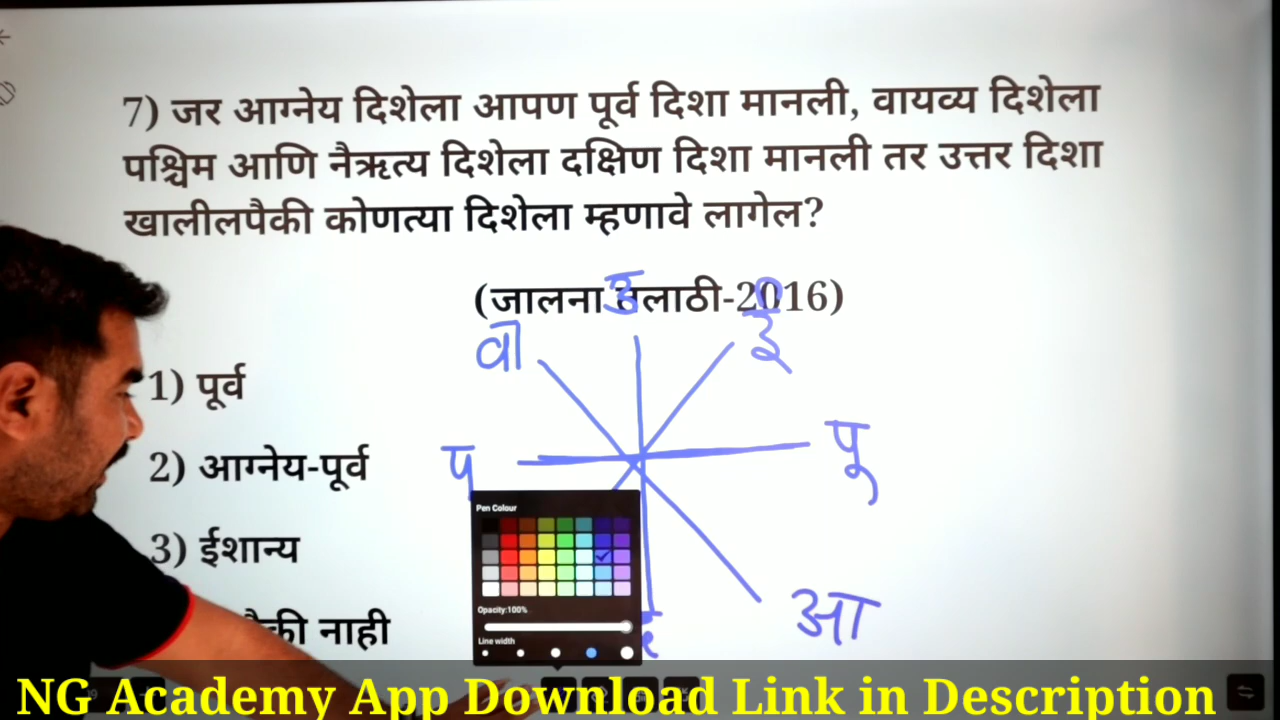 7) जर आग्नेय दिशेला आपण पूर्व दिशा मानली, वायव्य दिशेला
पश्चिम आणि नैऋत्य दिशेला दक्षिण दिशा मानली तर उत्तर दिशा
खालीलपैकी कोणत्या दिशेला म्हणावे लागेल?
(जालना तलाठी-2016)
उ
वा
ई
1) पूर्व
पू
प
2) आग्नेय-पूर्व
Pen Colour
3) ईशान्य
Opacity:100%
आ
पैकी नाही
Line width
द
NG Academy App Download Link in Description